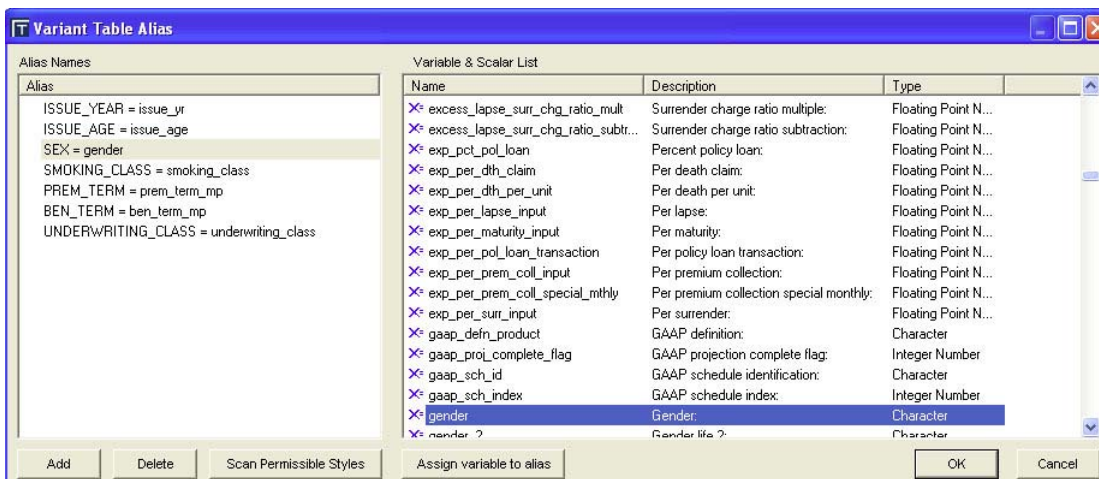 Variant Table Alias
Alias Names
Alias
ISSUE_YEAR = issue_yr
ISSUE_AGE = issue_age
SEX = gender
SMOKING_CLASS = smoking_class
PREM_TERM = prem_term_mp
BEN_TERM = ben_term_mp
UNDERWRITING_CLASS = underwriting_class
Variable & Scalar List
Name Description Type
excess_lapse_surr_chg_ratio_mult Surrender charge ratio multiple: Floating Point N...
excess_lapse_surr_chg_ratio_subtr... Surrender charge ratio subtraction: Floating Point N...
exp_pct_pol_loan Percent policy loan: Floating Point N...
exp_per_dth_claim Per death claim: Floating Point N...
exp_per_dth_per_unit Per death per unit: Floating Point N...
exp_per_lapse_input Per lapse: Floating Point N...
exp_per_maturity_input Per maturity: Floating Point N...
exp_per_pol_loan_transaction Per policy loan transaction: Floating Point N...
exp_per_prem_coll_input Per premium collection: Floating Point N...
exp_per_prem_coll_special_mthly Per premium collection special monthly: Floating Point N...
exp_per_surr_input Per surrender: Floating Point N...
gaap_defn_product GAAP definition: Character
gaap_proj_complete_flag GAAP projection complete flag: Integer Number
gaap_sch_id GAAP schedule identification: Character
gaap_sch_index GAAP schedule index: Integer Number
gender Gender: Character
gender_2 Gender life 2: Character
Add Delete Scan Permissible Styles Assign variable to alias OK Cancel